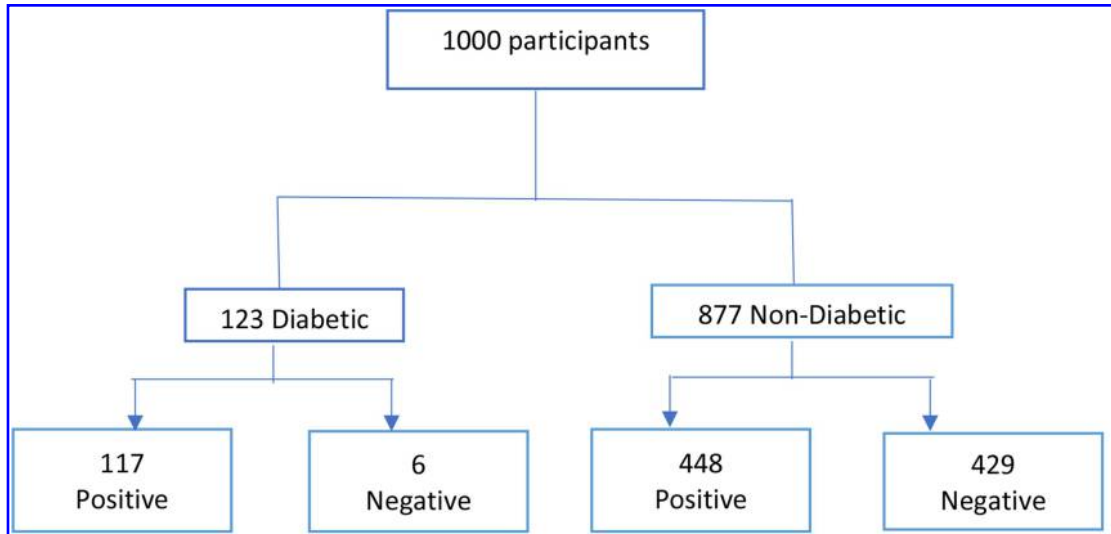 1000 participants
123 Diabetic
877 Non-Diabetic
117
Positive
6
Negative
448
Positive
429
Negative